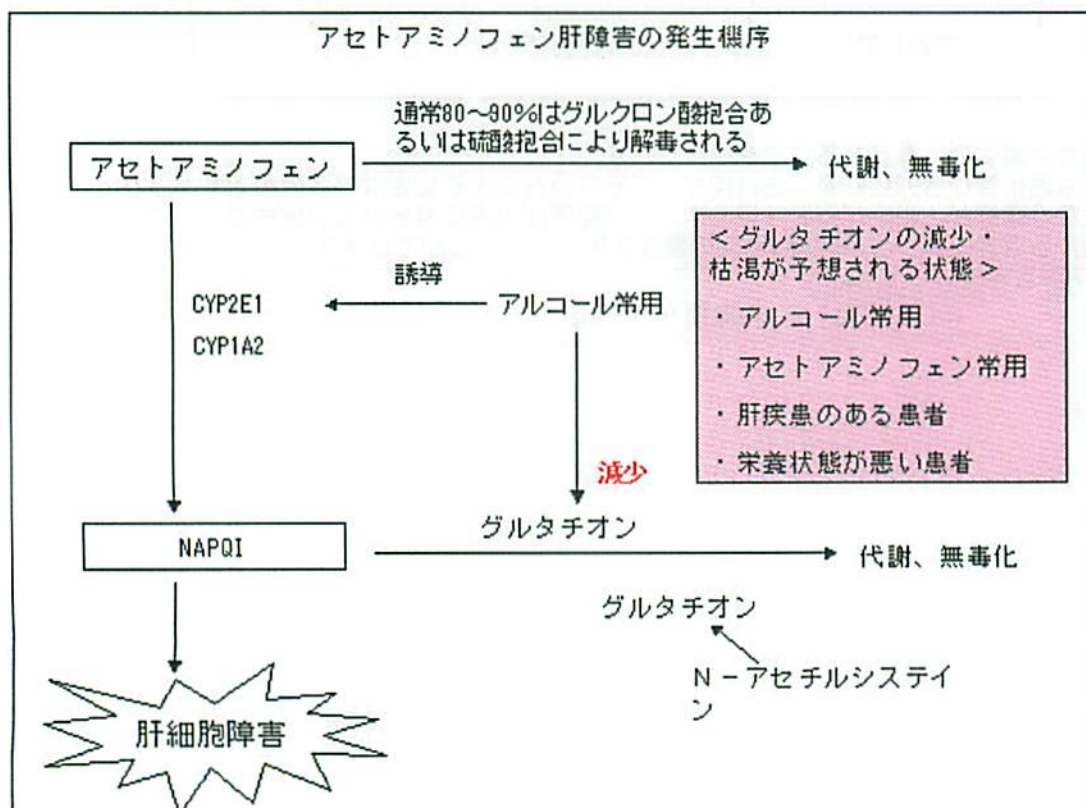 アセトアミノフェン肝障害の発生機序
通常80～90%はグルクロン酸抱合あ
るいは硫酸抱合により解毒される
アセトアミノフェン
代謝、無毒化
＜グルタチオンの減少・
枯渇が予想される状態＞
・アルコール常用
・アセトアミノフェン常用
・肝疾患のある患者
・栄養状態が悪い患者
誘導
CYP2E1
アルコール常用
CYP1A2
減少
グルタチオン
NAPQI
代謝、無毒化
グルタチオン
N－アセチルシステイ
ン
肝細胞障害